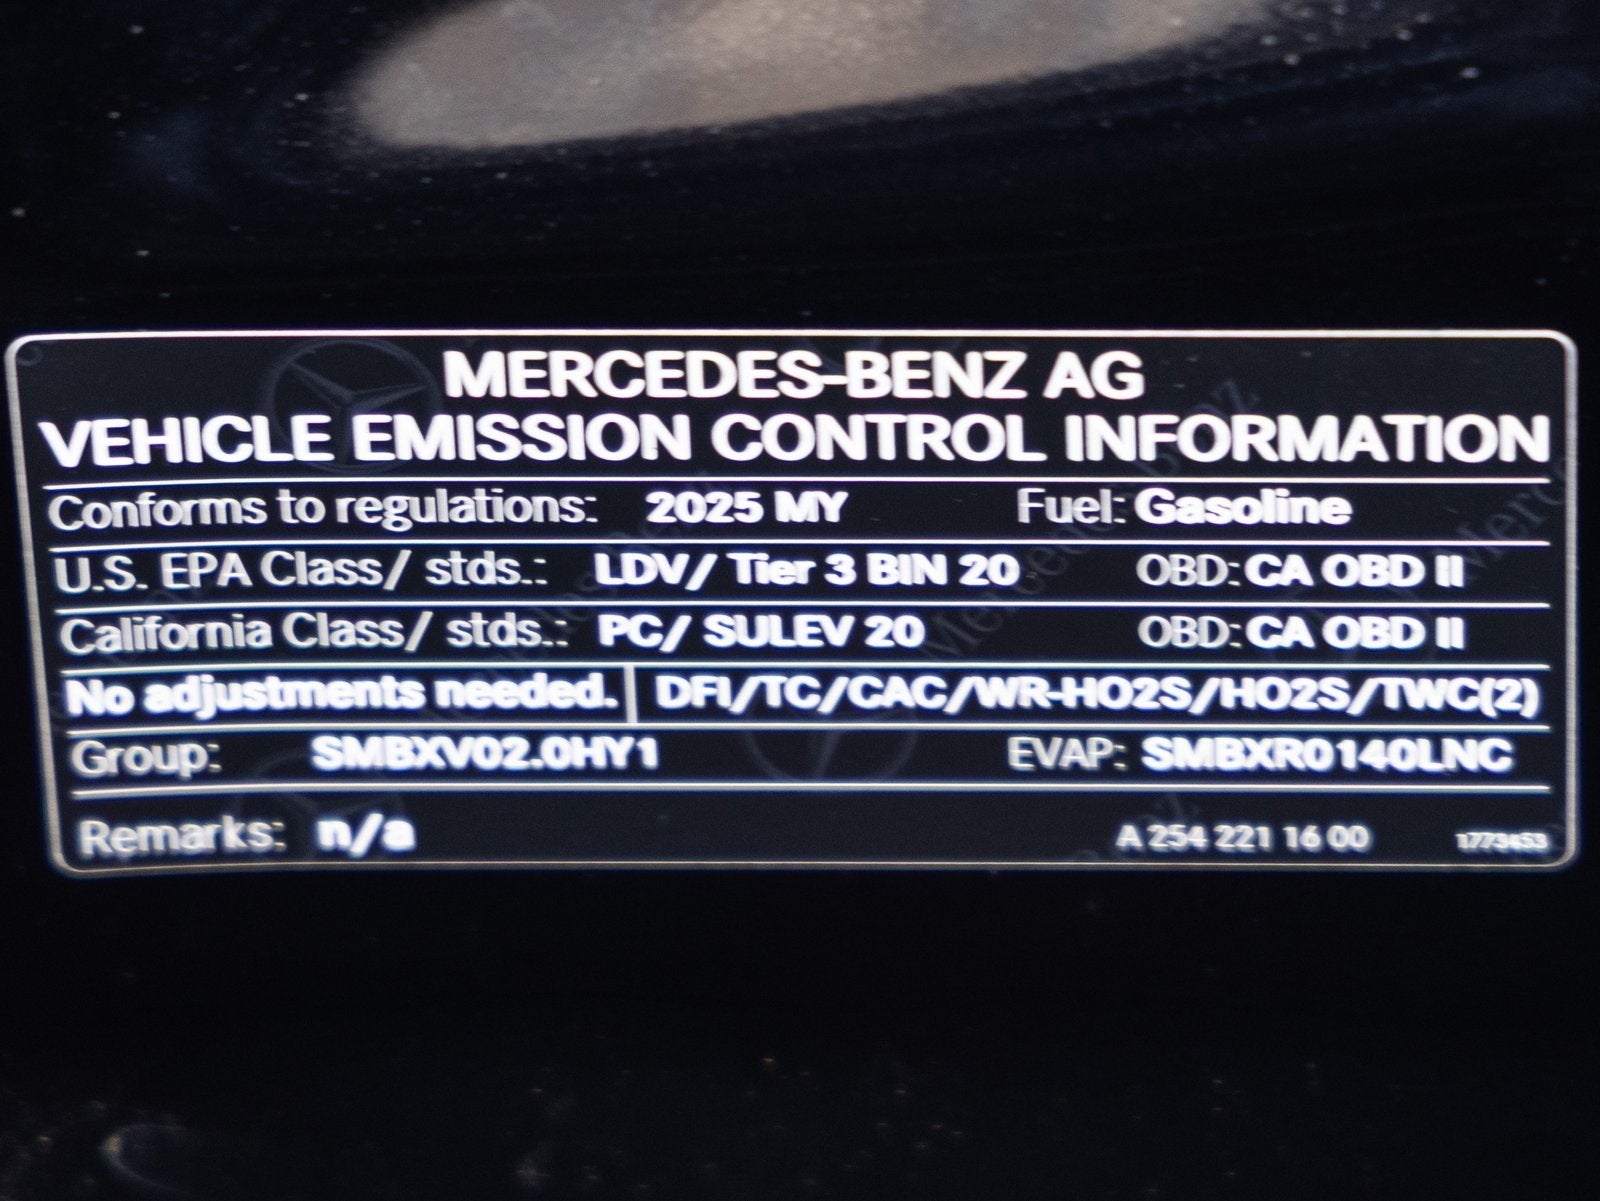 MERCEDES-BENZ AG
VEHICLE EMISSION CONTROL INFORMATION
Conforms to regulations: 2025 MY Fuel: Gasoline
U.S. EPA Class/ stds.: LDV/ Tier 3 BIN 20 OBD: CA OBD II
California Class/ stds.: PC/ SULEV 20 OBD: CA OBD II
No adjustments needed. DFI/TC/CAC/WR-HO2S/HO2S/TWC(2)
Group: SMBXV02.0HY1 EVAP: SMBXR0140LNC
Remarks: n/a A 254 221 16 00